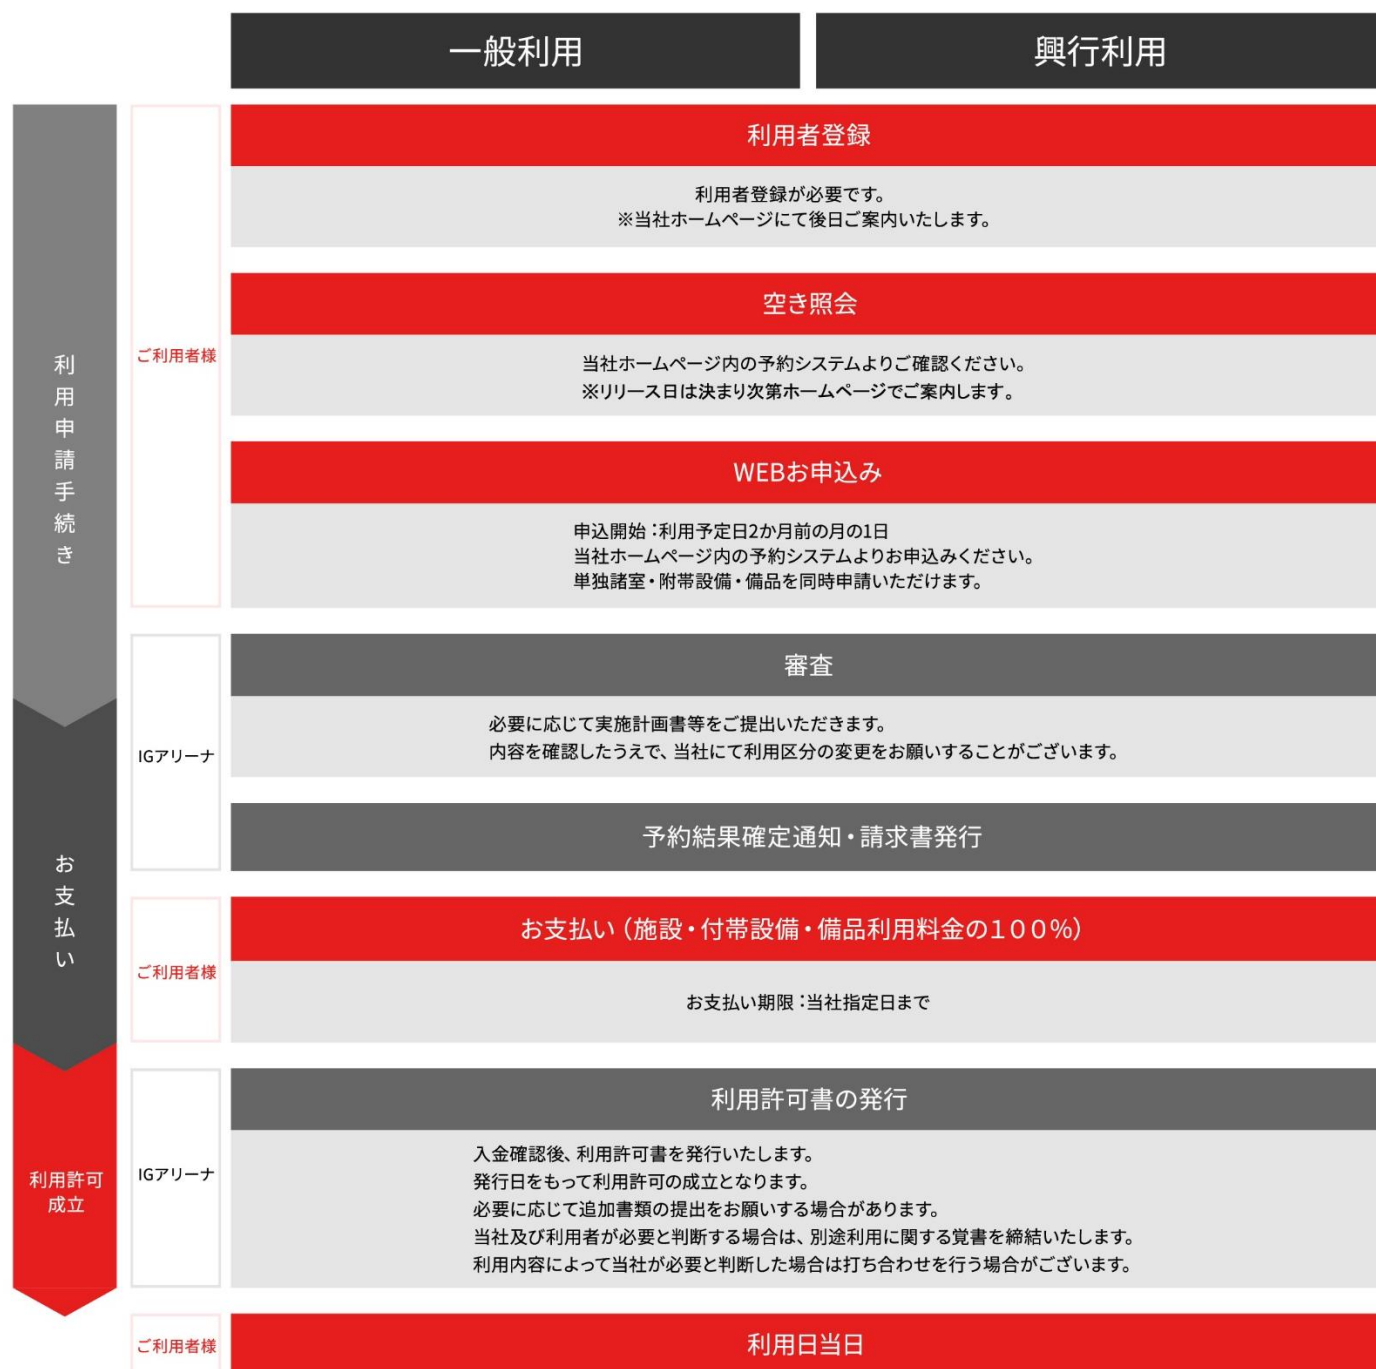 一般利用
興行利用
利用申請手続き
ご利用者様
利用者登録
利用者登録が必要です。
※当社ホームページにて後日ご案内いたします。
空き照会
当社ホームページ内の予約システムよりご確認ください。
※リリース日は決まり次第ホームページでご案内します。
WEBお申込み
申込開始：利用予定日2か月前の月の1日
当社ホームページ内の予約システムよりお申込みください。
単独諸室・附帯設備・備品を同時申請いただけます。
IGアリーナ
審査
必要に応じて実施計画書等をご提出いただきます。
内容を確認したうえで、当社にて利用区分の変更をお願いすることがございます。
予約結果確定通知・請求書発行
お支払い
ご利用者様
お支払い（施設・付帯設備・備品利用料金の１００％）
お支払い期限：当社指定日まで
利用許可
成立
IGアリーナ
利用許可書の発行
入金確認後、利用許可書を発行いたします。
発行日をもって利用許可の成立となります。
必要に応じて追加書類の提出をお願いする場合があります。
当社及び利用者が必要と判断する場合は、別途利用に関する覚書を締結いたします。
利用内容によって当社が必要と判断した場合は打ち合わせを行う場合がございます。
ご利用者様
利用日当日